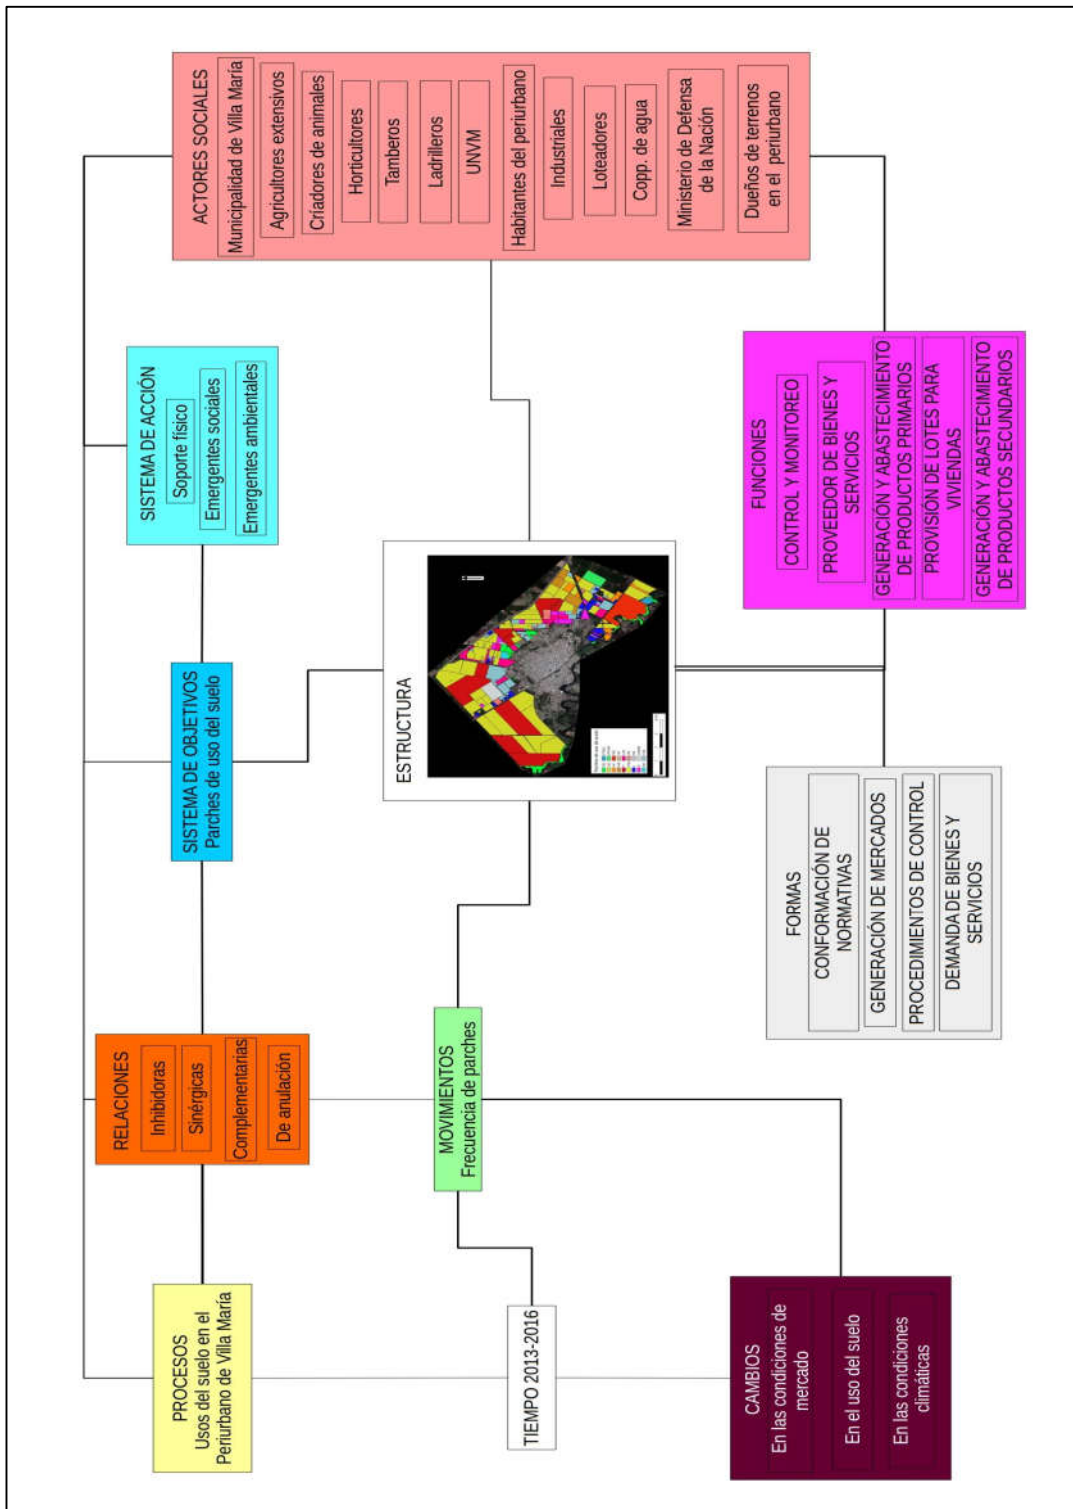 PROCESOS
Usos del suelo en el
Periurbano de Villa María
RELACIONES
Inhibidoras
Sinérgicas
Complementarias
De anulación
SISTEMA DE OBJETIVOS
Parches de uso del suelo
SISTEMA DE ACCIÓN
Soporte físico
Emergentes sociales
Emergentes ambientales
ACTORES SOCIALES
Municipalidad de Villa María
Agricultores extensivos
Criadores de animales
Horticultores
Tamberos
Ladrilleros
UNVM
Habitantes del periurbano
Industriales
Loteadores
Copp. de agua
Ministerio de Defensa
de la Nación
Dueños de terrenos
en el periurbano
TIEMPO 2013-2016
MOVIMIENTOS
Frecuencia de parches
ESTRUCTURA
CAMBIOS
En las condiciones de
mercado
En el uso del suelo
En las condiciones
climáticas
FORMAS
CONFORMACIÓN DE
NORMATIVAS
GENERACIÓN DE MERCADOS
PROCEDIMIENTOS DE CONTROL
DEMANDA DE BIENES Y
SERVICIOS
FUNCIONES
CONTROL Y MONITOREO
PROVEEDOR DE BIENES Y
SERVICIOS
GENERACIÓN Y ABASTECIMIENTO
DE PRODUCTOS PRIMARIOS
PROVISIÓN DE LOTES PARA
VIVIENDAS
GENERACIÓN Y ABASTECIMIENTO
DE PRODUCTOS SECUNDARIOS